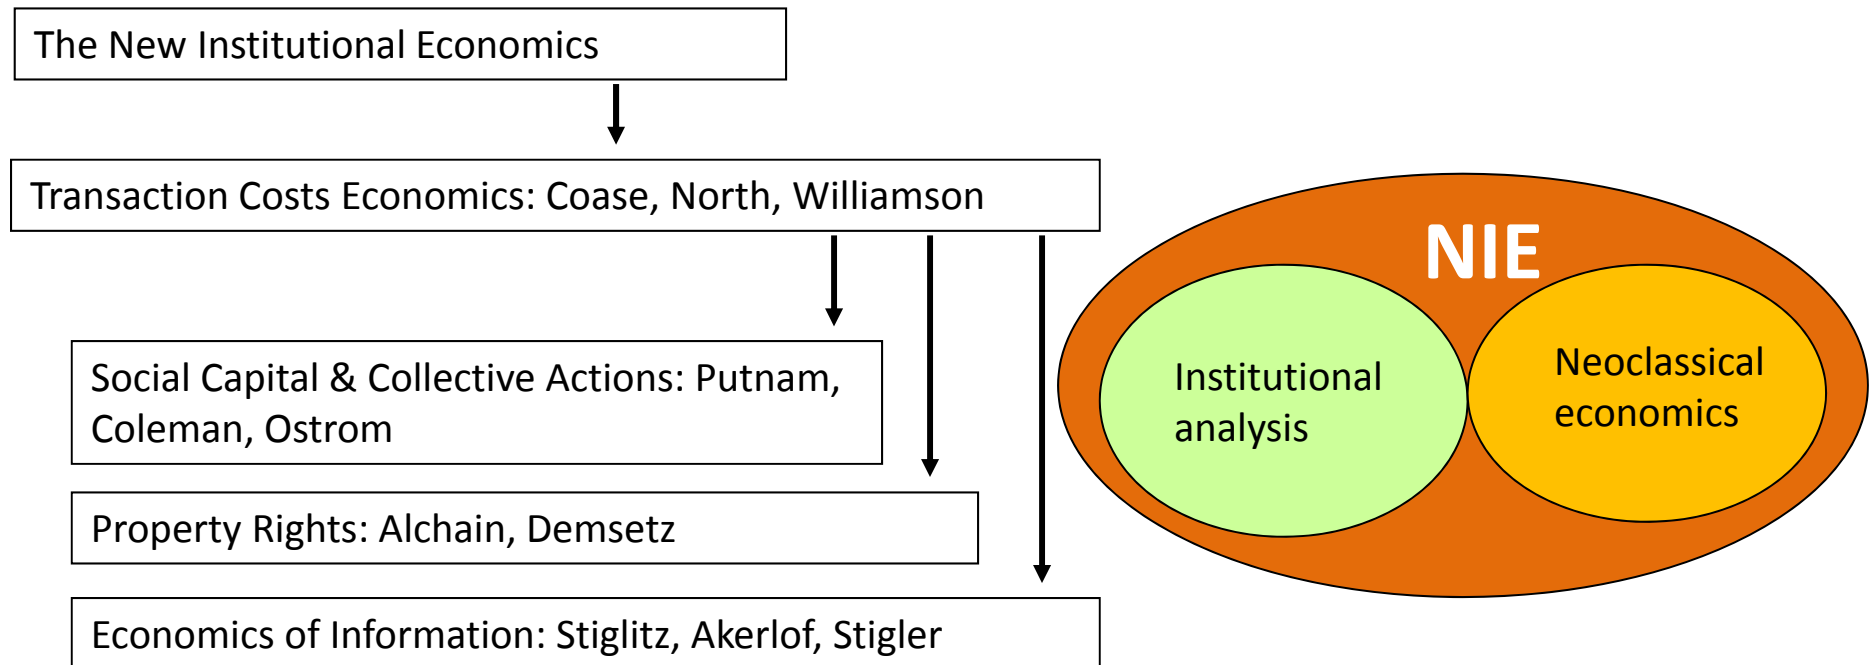 The New Institutional Economics
Transaction Costs Economics: Coase, North, Williamson
Social Capital & Collective Actions: Putnam,
Coleman, Ostrom
Property Rights: Alchain, Demsetz
Economics of Information: Stiglitz, Akerlof, Stigler
NIE
Institutional
analysis
Neoclassical
economics